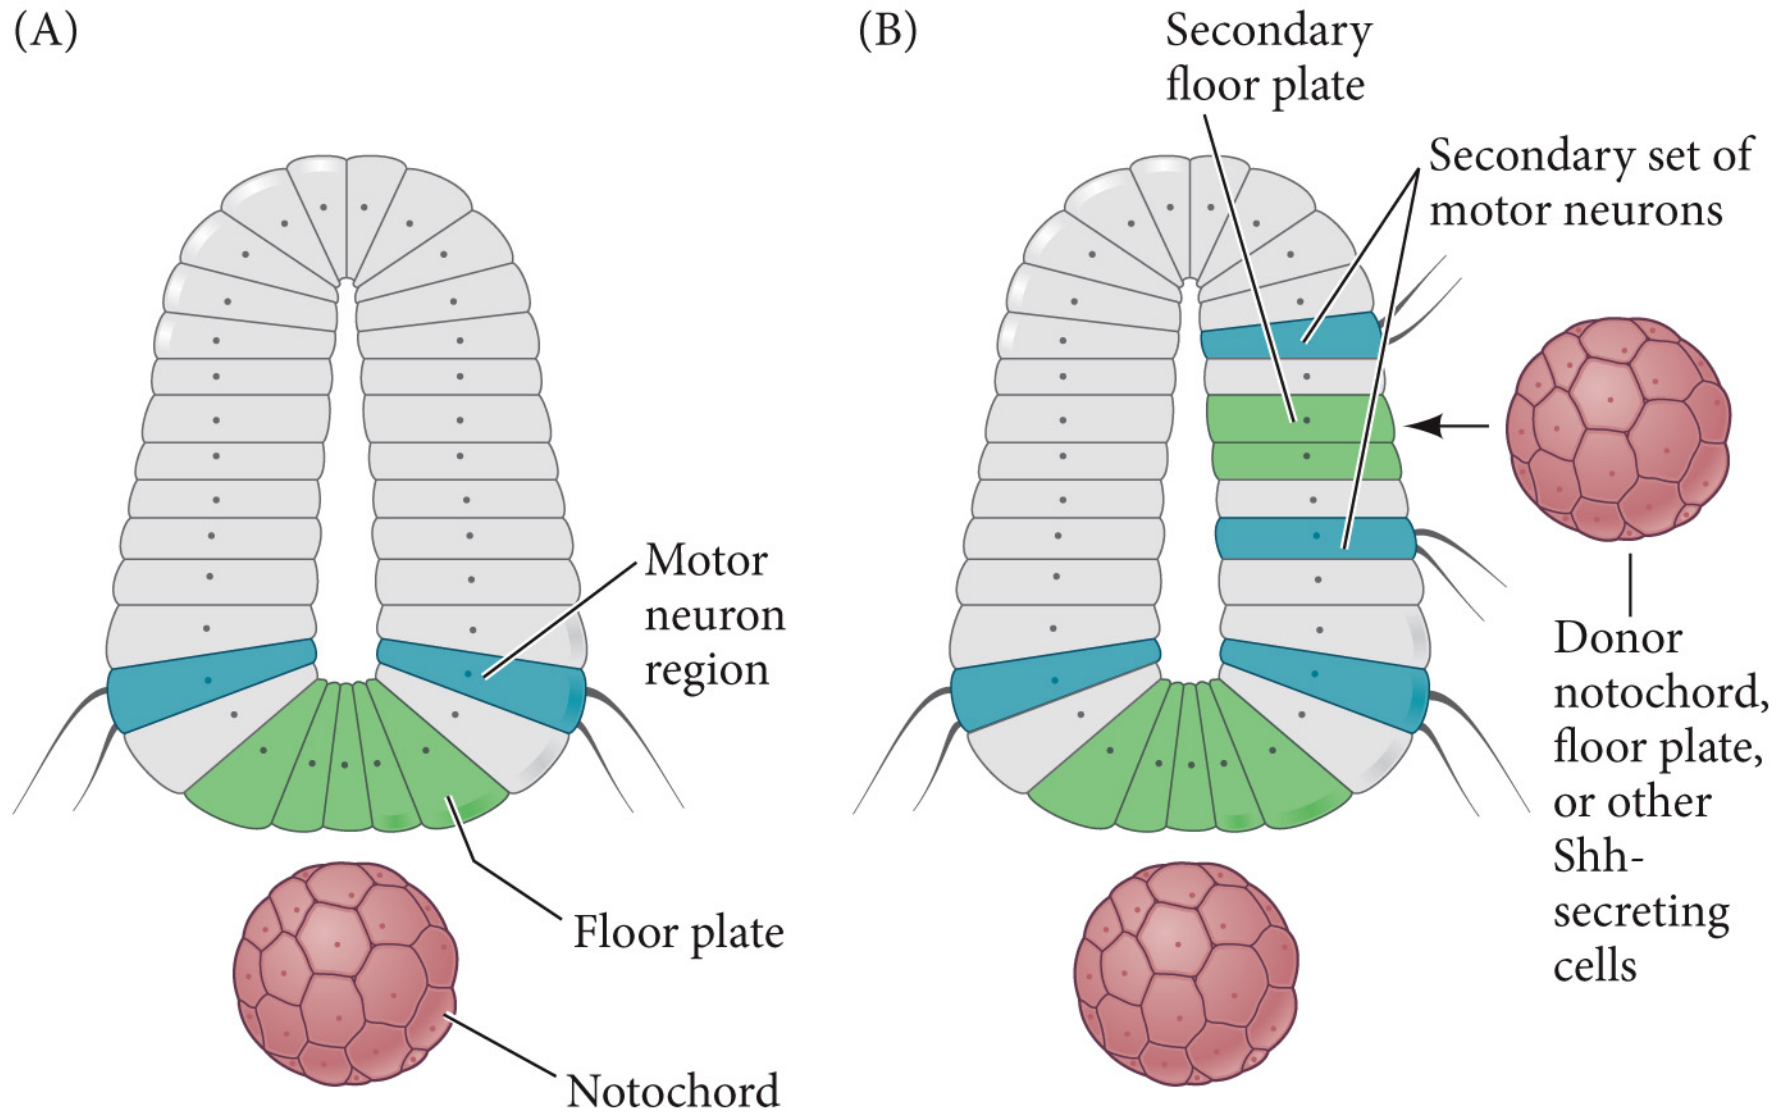 (A)
Motor
neuron
region
Floor plate
Notochord
(B)
Secondary
floor plate
Secondary set of
motor neurons
Donor
notochord,
floor plate,
or other
Shh-
secreting
cells